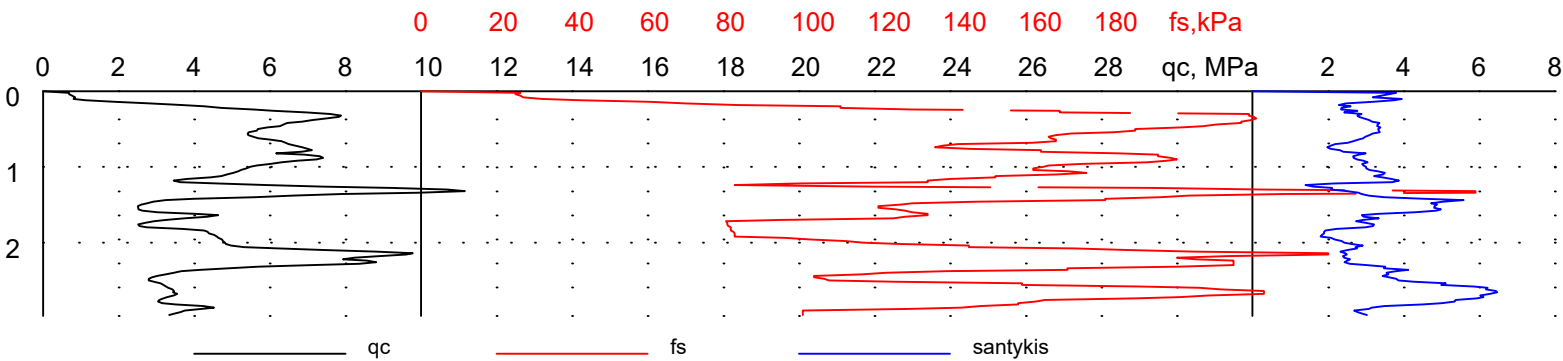 0 20 40 60 80 100 120 140 160 180 fs,kPa
0 2 4 6 8 10 12 14 16 18 20 22 24 26 28 qc, MPa 2 4 6 8
0
1
2
qc fs santykis